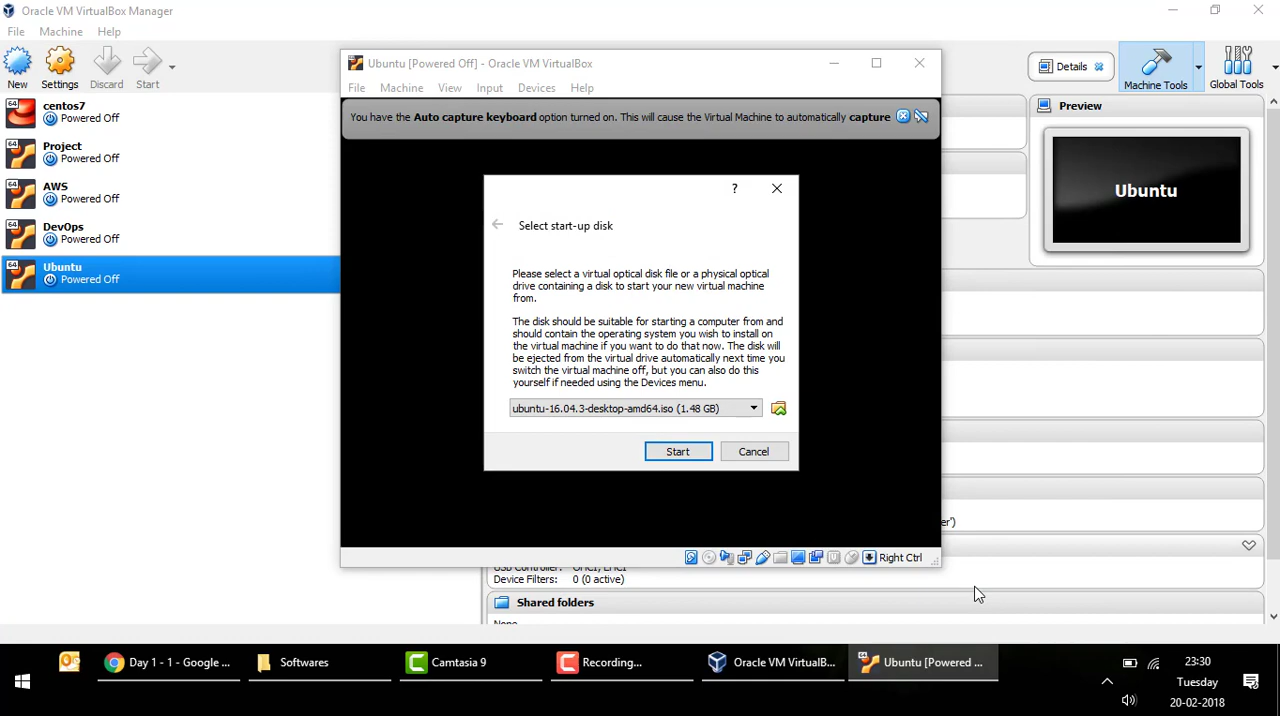 Oracle VM VirtualBox Manager
File Machine Help
New Settings Discard Start
Details
Machine Tools
Global Tools
64 centos7
Powered Off
64 Project
Powered Off
64 AWS
Powered Off
64 DevOps
Powered Off
64 Ubuntu
Powered Off
Preview
Ubuntu
Ubuntu [Powered Off] - Oracle VM VirtualBox
File Machine View Input Devices Help
You have the Auto capture keyboard option turned on. This will cause the Virtual Machine to automatically capture
?
Select start-up disk
Please select a virtual optical disk file or a physical optical
drive containing a disk to start your new virtual machine
from.
The disk should be suitable for starting a computer from and
should contain the operating system you wish to install on
the virtual machine if you want to do that now. The disk will
be ejected from the virtual drive automatically next time you
switch the virtual machine off, but you can also do this
yourself if needed using the Devices menu.
ubuntu-16.04.3-desktop-amd64.iso (1.48 GB)
Start Cancel
Right Ctrl
er')
Device Filters: 0 (0 active)
Shared folders
64
Day 1 - 1 - Google ...
Softwares
Camtasia 9
Recording...
Oracle VM VirtualB...
Ubuntu [Powered ...
23:30
Tuesday
20-02-2018